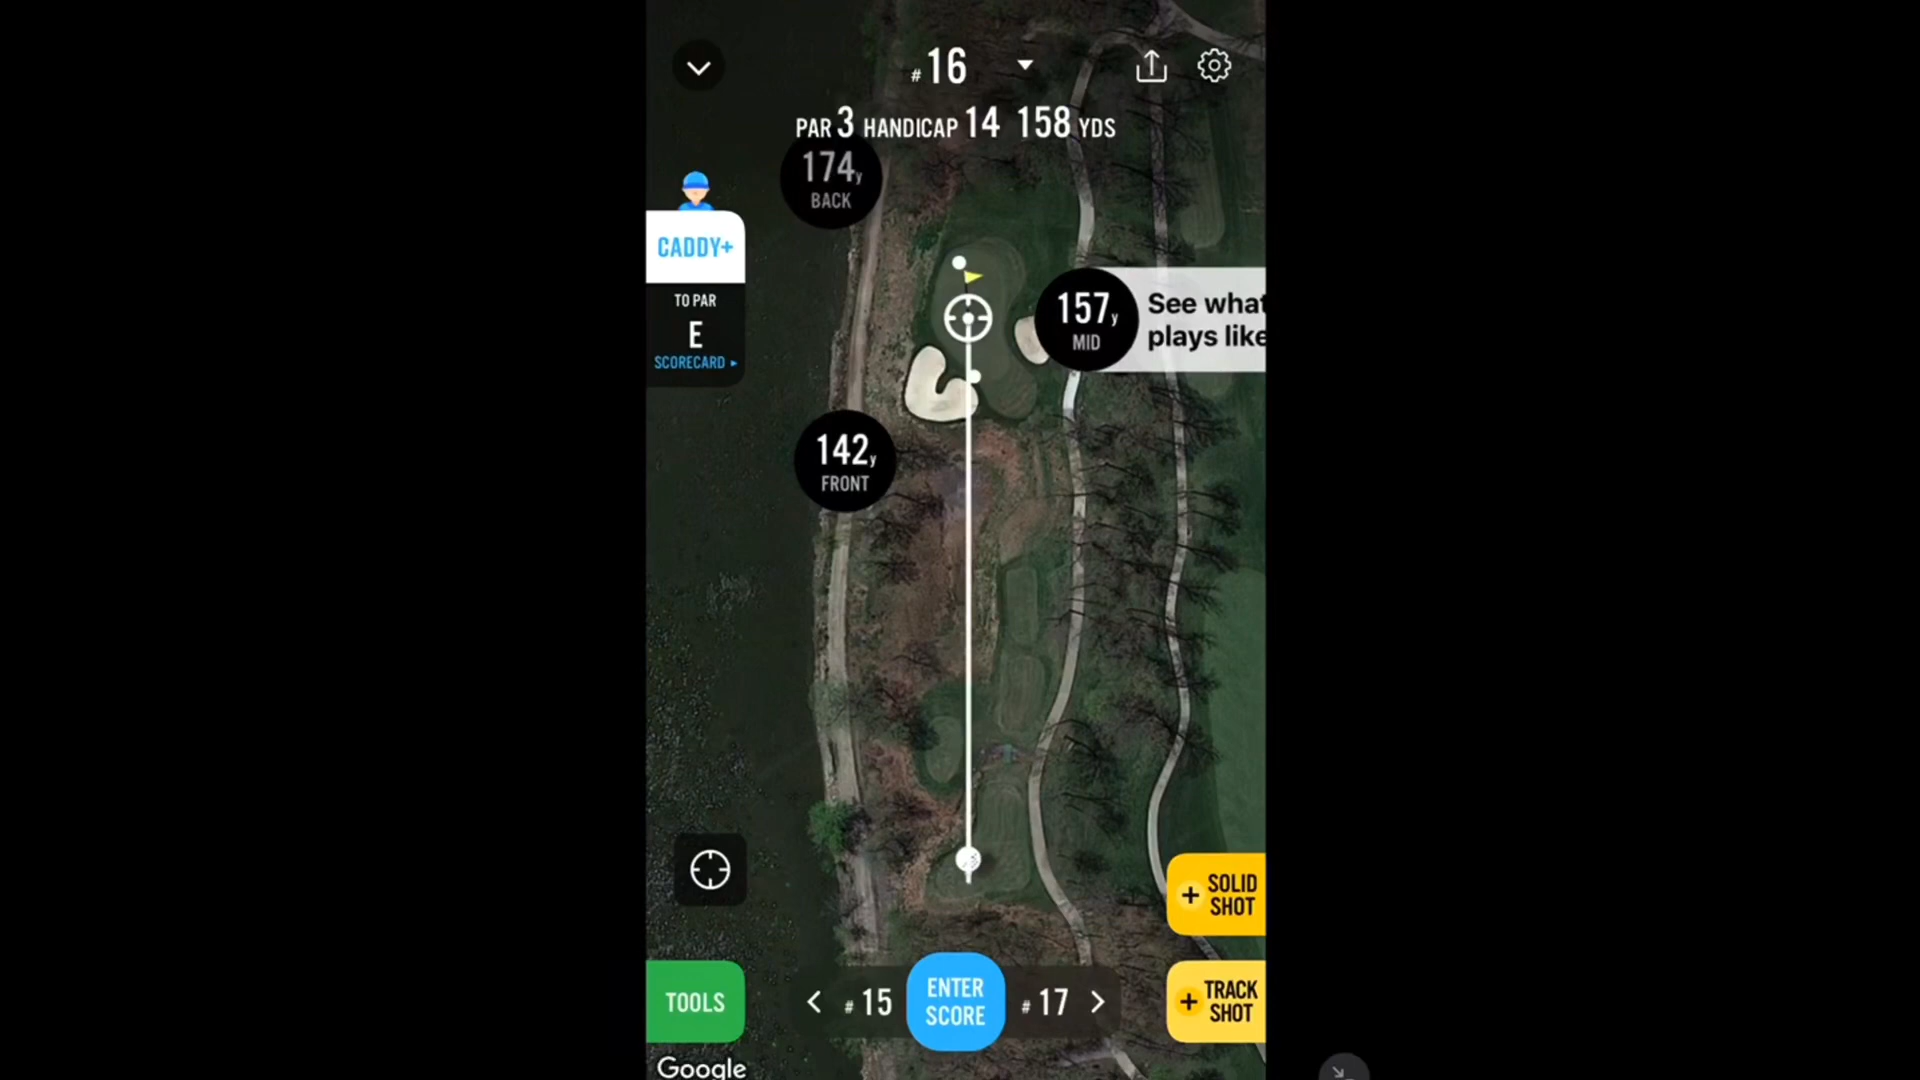 #16
PAR 3 HANDICAP 14 158 YDS
174y
BACK
CADDY+
TO PAR
E
SCORECARD
157y
MID
See what
plays like
142y
FRONT
+ SOLID
SHOT
+ TRACK
SHOT
TOOLS
< #15
ENTER
SCORE
#17 >
Google